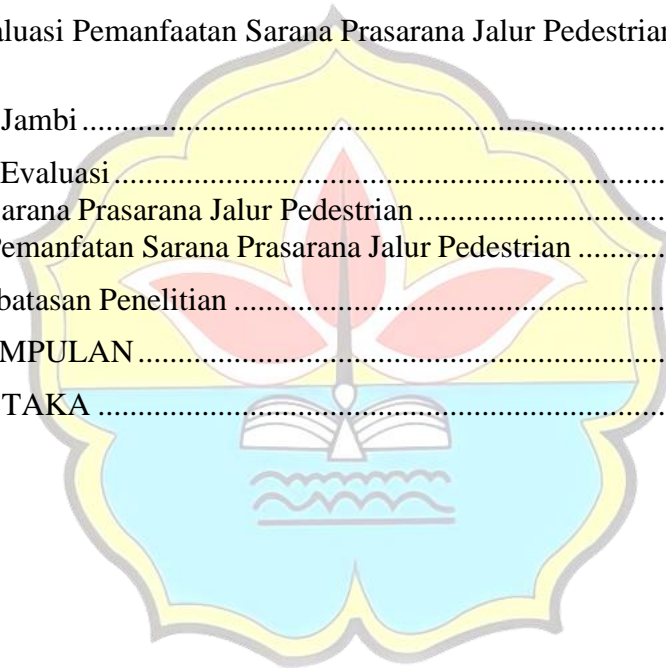 aluasi Pemanfaatan Sarana Prasarana Jalur Pedestrian
Jambi ........................................................................
Evaluasi ....................................................................
arana Prasarana Jalur Pedestrian ...............................
Pemanfatan Sarana Prasarana Jalur Pedestrian ...........
batasan Penelitian ......................................................
MPULAN ..................................................................
TAKA .......................................................................